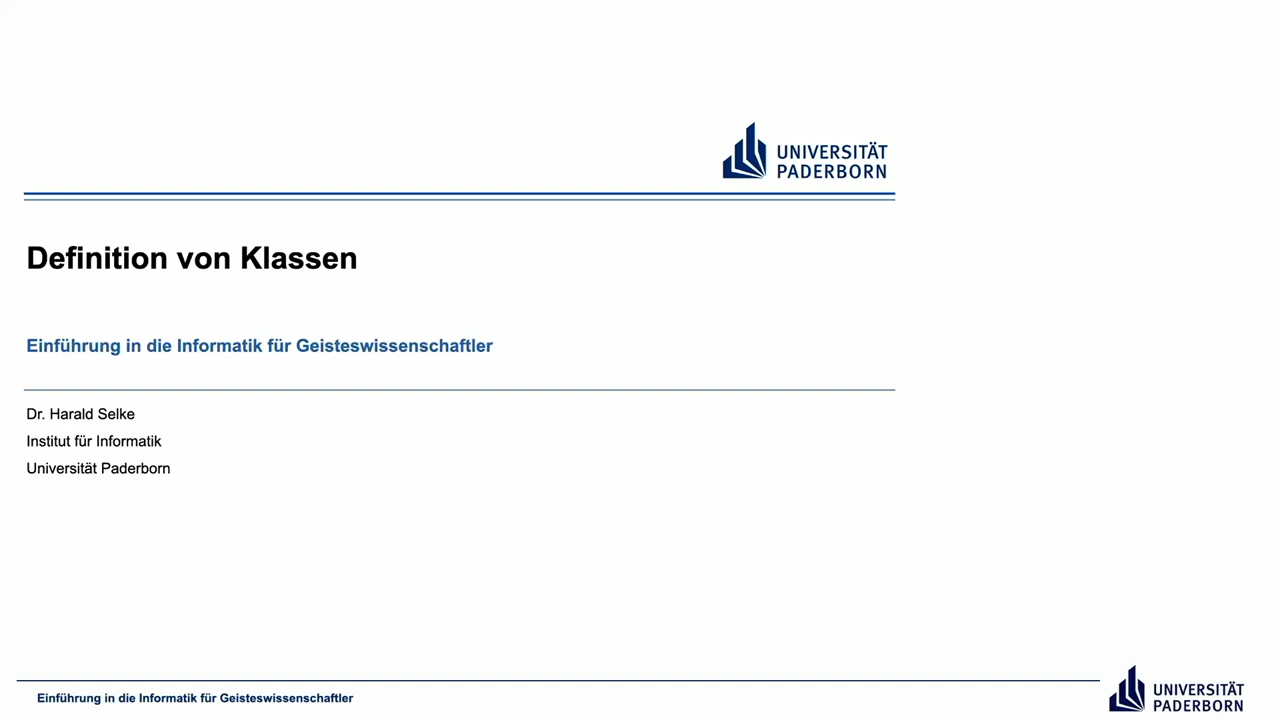 UNIVERSITÄT
PADERBORN
Definition von Klassen
Einführung in die Informatik für Geisteswissenschaftler
Dr. Harald Selke
Institut für Informatik
Universität Paderborn
Einführung in die Informatik für Geisteswissenschaftler
UNIVERSITÄT
PADERBORN